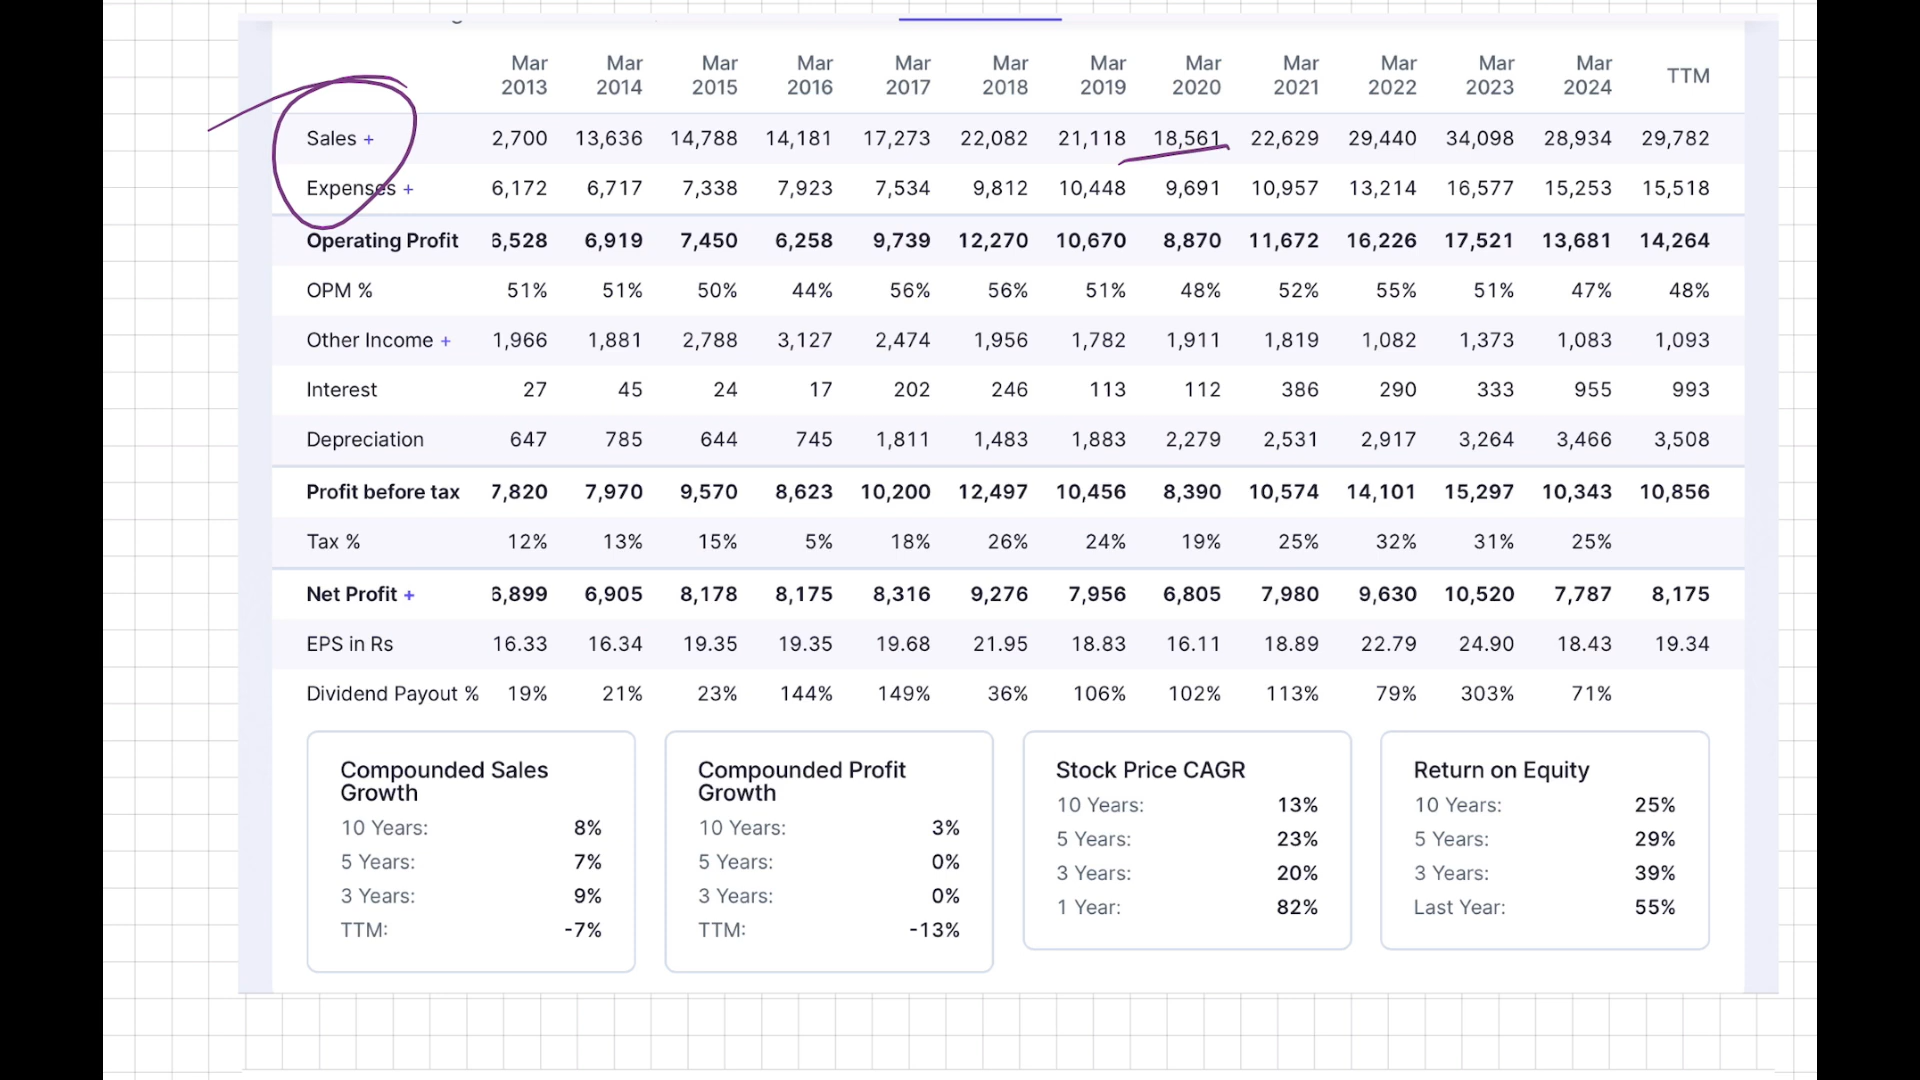 Mar 2013 Mar 2014 Mar 2015 Mar 2016 Mar 2017 Mar 2018 Mar 2019 Mar 2020 Mar 2021 Mar 2022 Mar 2023 Mar 2024 TTM
Sales + 2,700 13,636 14,788 14,181 17,273 22,082 21,118 18,561 22,629 29,440 34,098 28,934 29,782
Expenses + 6,172 6,717 7,338 7,923 7,534 9,812 10,448 9,691 10,957 13,214 16,577 15,253 15,518
Operating Profit 6,528 6,919 7,450 6,258 9,739 12,270 10,670 8,870 11,672 16,226 17,521 13,681 14,264
OPM % 51% 51% 50% 44% 56% 56% 51% 48% 52% 55% 51% 47% 48%
Other Income + 1,966 1,881 2,788 3,127 2,474 1,956 1,782 1,911 1,819 1,082 1,373 1,083 1,093
Interest 27 45 24 17 202 246 113 112 386 290 333 955 993
Depreciation 647 785 644 745 1,811 1,483 1,883 2,279 2,531 2,917 3,264 3,466 3,508
Profit before tax 7,820 7,970 9,570 8,623 10,200 12,497 10,456 8,390 10,574 14,101 15,297 10,343 10,856
Tax % 12% 13% 15% 5% 18% 26% 24% 19% 25% 32% 31% 25%
Net Profit + 6,899 6,905 8,178 8,175 8,316 9,276 7,956 6,805 7,980 9,630 10,520 7,787 8,175
EPS in Rs 16.33 16.34 19.35 19.35 19.68 21.95 18.83 16.11 18.89 22.79 24.90 18.43 19.34
Dividend Payout % 19% 21% 23% 144% 149% 36% 106% 102% 113% 79% 303% 71%
Compounded Sales
Growth
10 Years: 8%
5 Years: 7%
3 Years: 9%
TTM: -7%
Compounded Profit
Growth
10 Years: 3%
5 Years: 0%
3 Years: 0%
TTM: -13%
Stock Price CAGR
10 Years: 13%
5 Years: 23%
3 Years: 20%
1 Year: 82%
Return on Equity
10 Years: 25%
5 Years: 29%
3 Years: 39%
Last Year: 55%